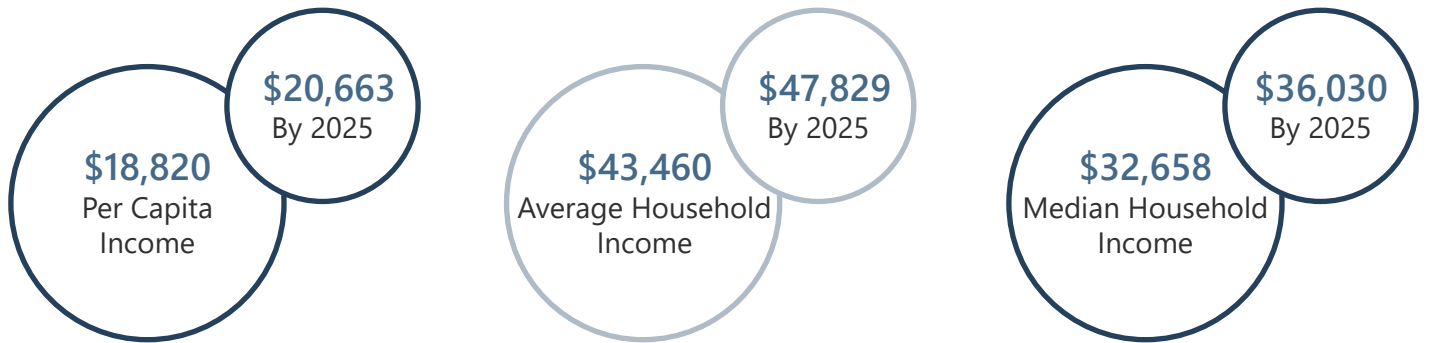 $18,820
Per Capita
Income
$20,663
By 2025
$43,460
Average Household
Income
$47,829
By 2025
$32,658
Median Household
Income
$36,030
By 2025